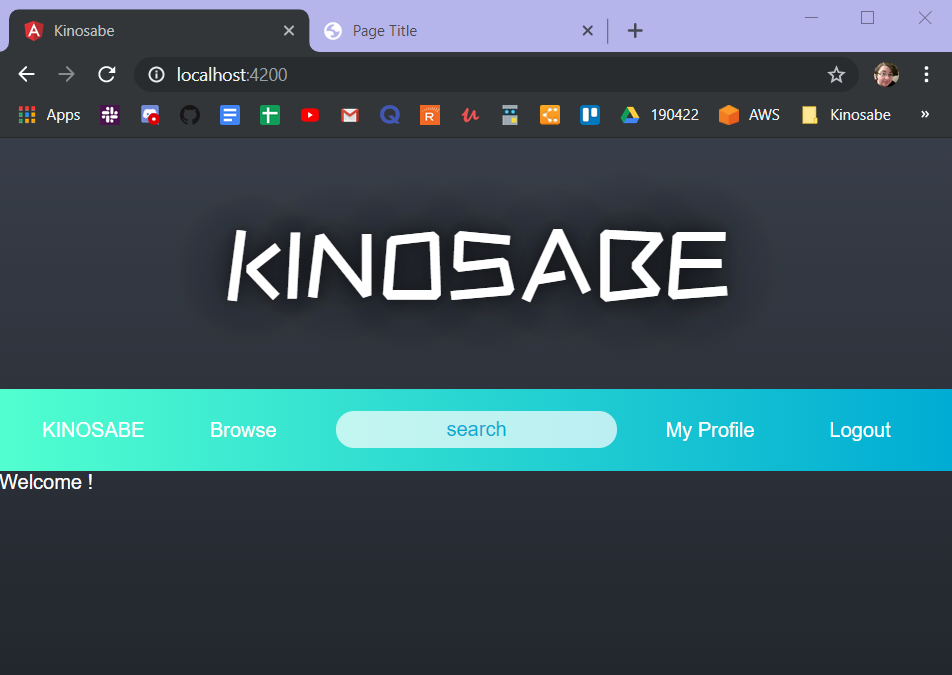 Kinosabe
Page Title
localhost:4200
Apps
R
190422
AWS
Kinosabe
»
KINOSABE
KINOSABE Browse search My Profile Logout
Welcome !